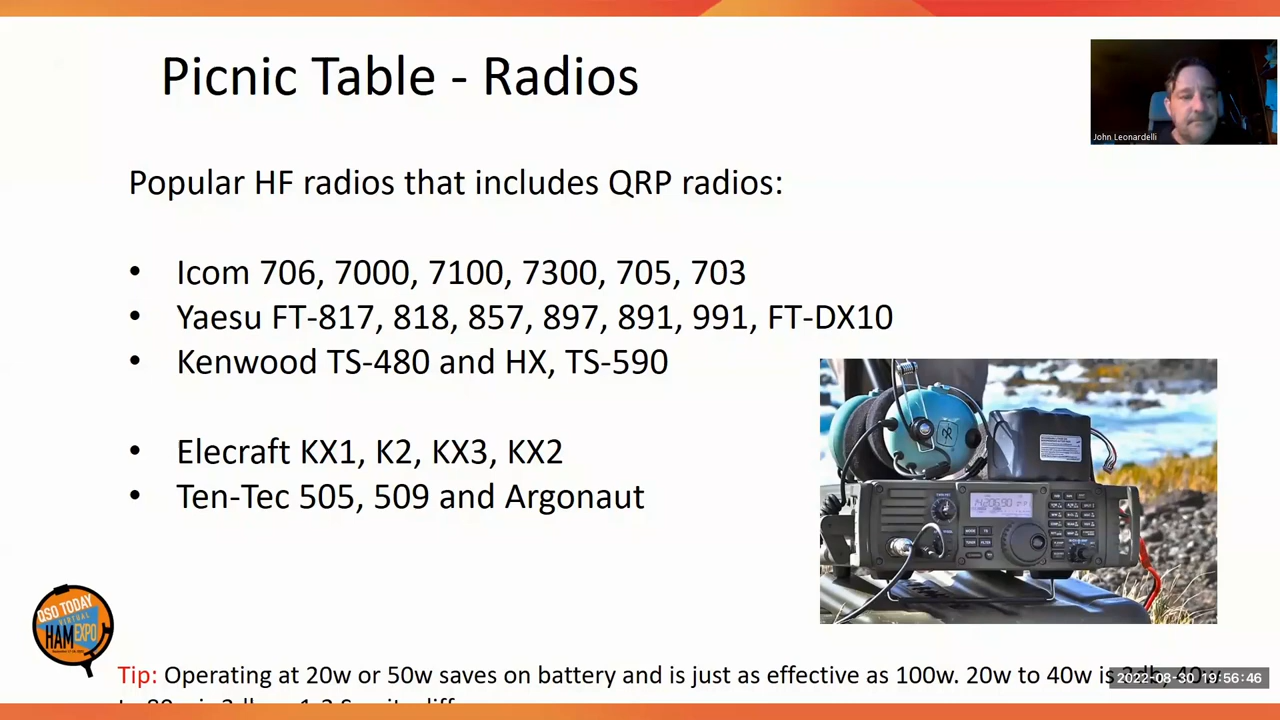 Picnic Table - Radios
John Leonardelli
Popular HF radios that includes QRP radios:
• Icom 706, 7000, 7100, 7300, 705, 703
• Yaesu FT-817, 818, 857, 897, 891, 991, FT-DX10
• Kenwood TS-480 and HX, TS-590
• Elecraft KX1, K2, KX3, KX2
• Ten-Tec 505, 509 and Argonaut
QSO TODAY
VIRTUAL
HAM EXPO
Tip: Operating at 20w or 50w saves on battery and is just as effective as 100w. 20w to 40w is 3db, 40w
2022-08-30 19:56:46